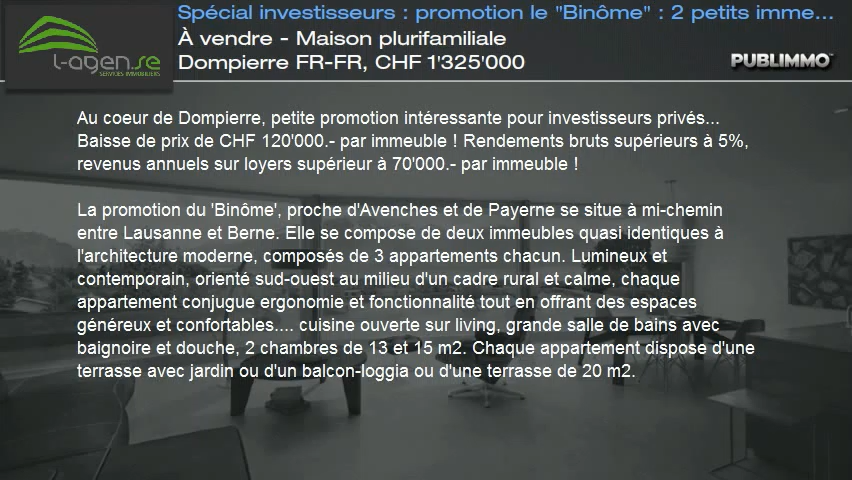 Spécial investisseurs : promotion le "Binôme" : 2 petits imme...
À vendre - Maison plurifamiliale
Dompierre FR-FR, CHF 1'325'000
l-agen.se
SERVICES IMMOBILIERS
PUBLIMMO
Au coeur de Dompierre, petite promotion intéressante pour investisseurs privés...
Baisse de prix de CHF 120'000.- par immeuble ! Rendements bruts supérieurs à 5%,
revenus annuels sur loyers supérieur à 70'000.- par immeuble !
La promotion du 'Binôme', proche d'Avenches et de Payerne se situe à mi-chemin
entre Lausanne et Berne. Elle se compose de deux immeubles quasi identiques à
l'architecture moderne, composés de 3 appartements chacun. Lumineux et
contemporain, orienté sud-ouest au milieu d'un cadre rural et calme, chaque
appartement conjugue ergonomie et fonctionnalité tout en offrant des espaces
généreux et confortables.... cuisine ouverte sur living, grande salle de bains avec
baignoire et douche, 2 chambres de 13 et 15 m2. Chaque appartement dispose d'une
terrasse avec jardin ou d'un balcon-loggia ou d'une terrasse de 20 m2.